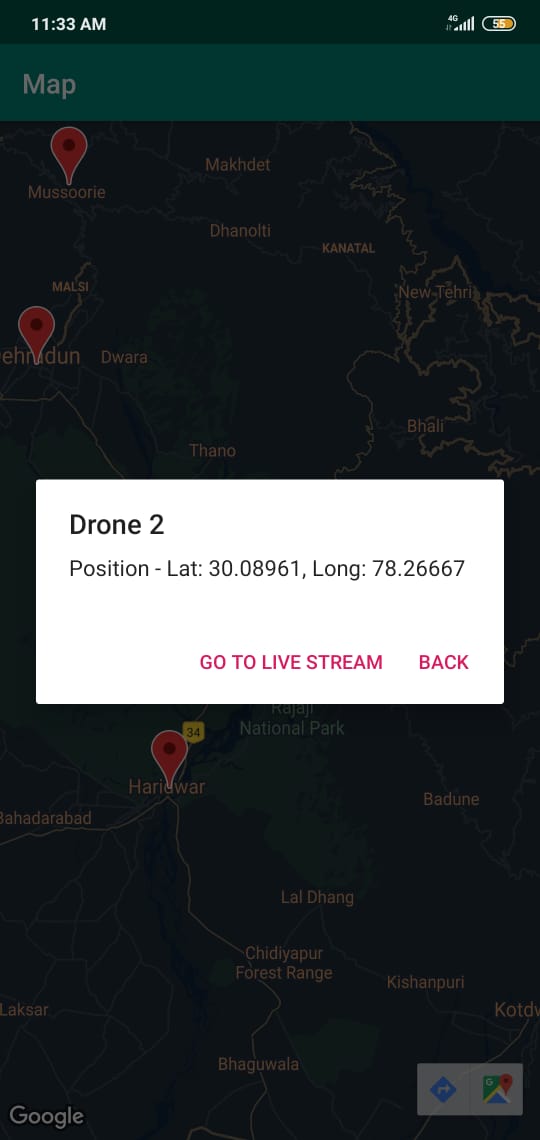 11:33 AM
4G
55
Map
Makhdet
Mussoorie
Dhanolti
KANATAL
MALSI
New Tehri
ehradun
Dwara
Bhali
Thano
Drone 2
Position - Lat: 30.08961, Long: 78.26667
GO TO LIVE STREAM
BACK
Rajaji
National Park
34
Haridwar
Badune
Bahadarabad
Lal Dhang
Chidiyapur
Forest Range
Kishanpuri
Laksar
Kotdw
Bhaguwala
G
Google